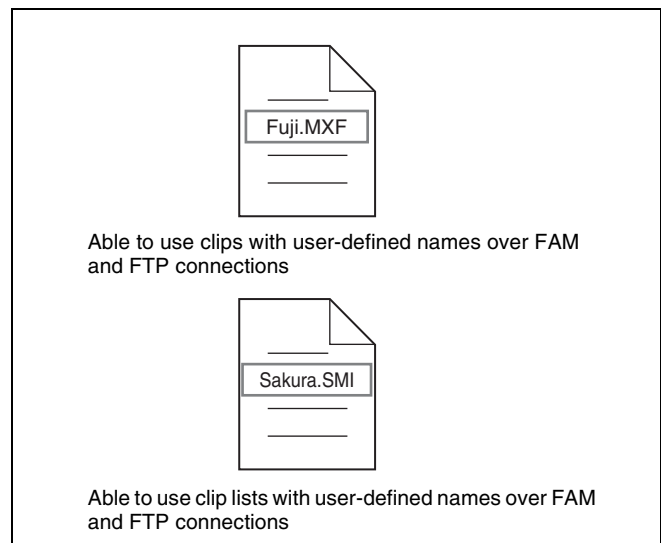 Fuji.MXF
Able to use clips with user-defined names over FAM
and FTP connections
Sakura.SMI
Able to use clip lists with user-defined names over FAM
and FTP connections